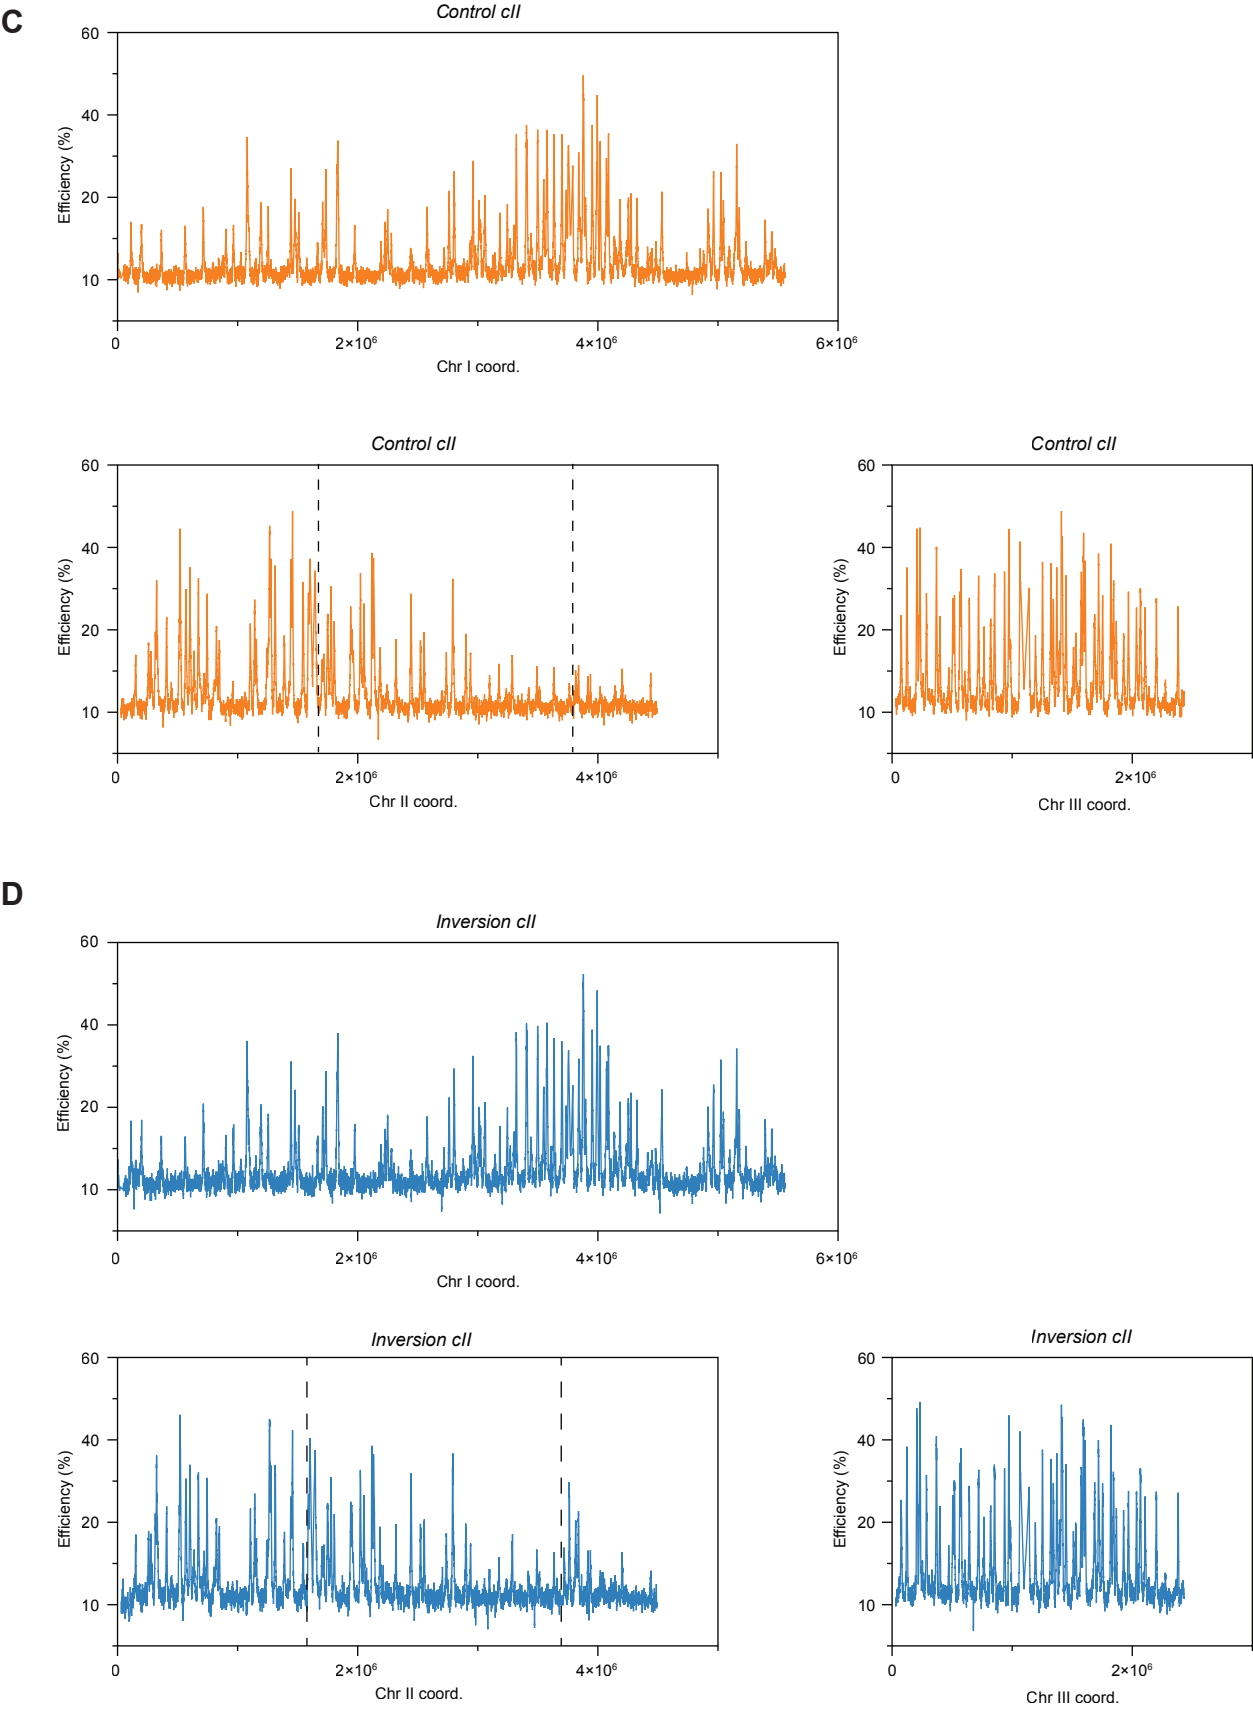 C
Control cII
60
40
20
10
Efficiency (%)
0 2×10⁶ 4×10⁶ 6×10⁶
Chr I coord.
Control cII
60
40
20
10
Efficiency (%)
0 2×10⁶ 4×10⁶
Chr II coord.
Control cII
60
40
20
10
Efficiency (%)
0 2×10⁶
Chr III coord.
D
Inversion cII
60
40
20
10
Efficiency (%)
0 2×10⁶ 4×10⁶ 6×10⁶
Chr I coord.
Inversion cII
60
40
20
10
Efficiency (%)
0 2×10⁶ 4×10⁶
Chr II coord.
Inversion cII
60
40
20
10
Efficiency (%)
0 2×10⁶
Chr III coord.